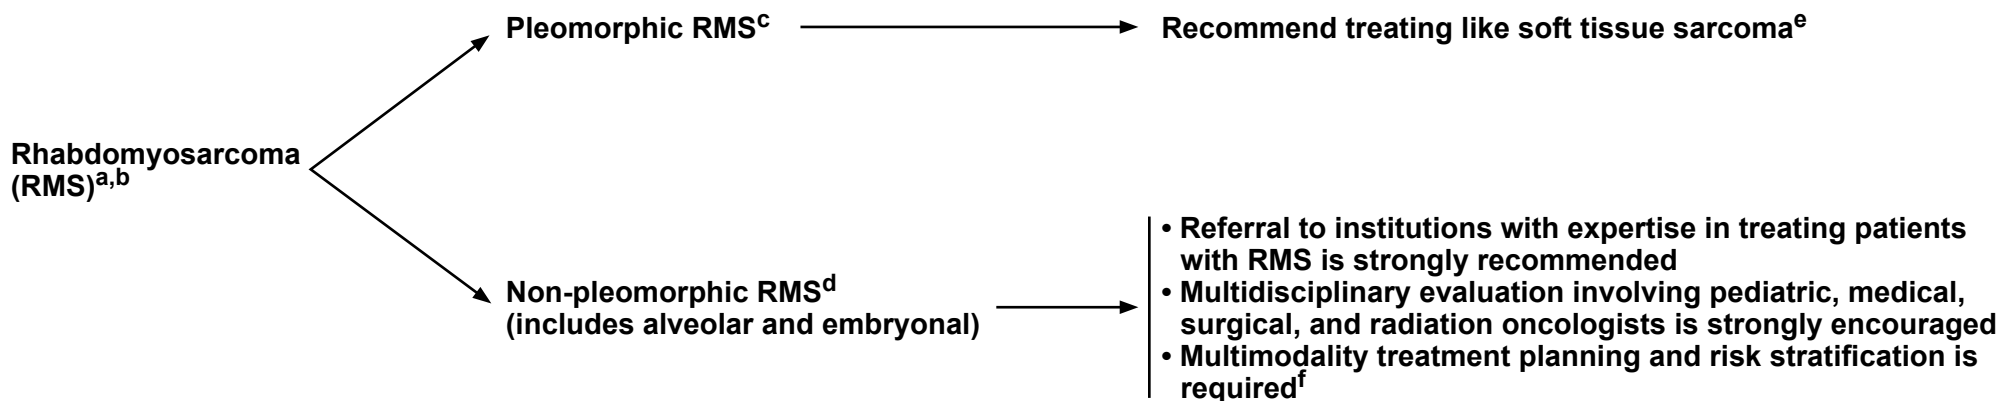 Pleomorphic RMSc
Recommend treating like soft tissue sarcomae
Rhabdomyosarcoma
(RMS)a,b
Non-pleomorphic RMSd
(includes alveolar and embryonal)
• Referral to institutions with expertise in treating patients
with RMS is strongly recommended
• Multidisciplinary evaluation involving pediatric, medical,
surgical, and radiation oncologists is strongly encouraged
• Multimodality treatment planning and risk stratification is
requiredf